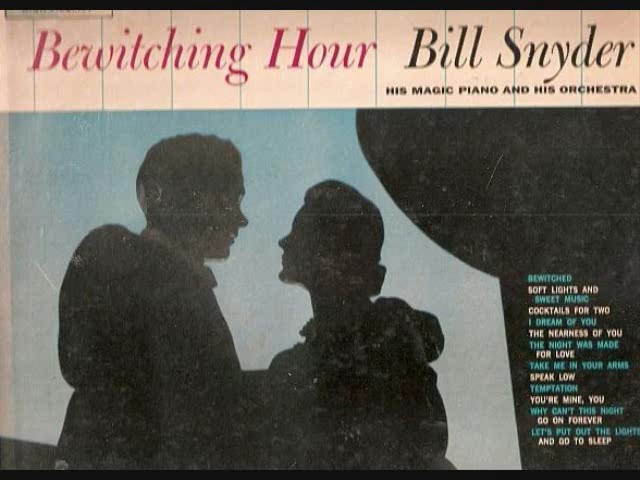 Bewitching Hour Bill Snyder
HIS MAGIC PIANO AND HIS ORCHESTRA
BEWITCHED
SOFT LIGHTS AND
SWEET MUSIC
COCKTAILS FOR TWO
I DREAM OF YOU
THE NEARNESS OF YOU
THE NIGHT WAS MADE
FOR LOVE
TAKE ME IN YOUR ARMS
SPEAK LOW
TEMPTATION
YOU'RE MINE, YOU
WHY CAN'T THIS NIGHT
GO ON FOREVER
LET'S PUT OUT THE LIGHTS
AND GO TO SLEEP